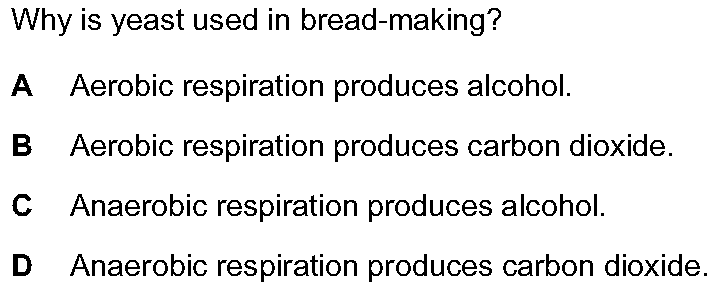 Why is yeast used in bread-making?
A Aerobic respiration produces alcohol.
B Aerobic respiration produces carbon dioxide.
C Anaerobic respiration produces alcohol.
D Anaerobic respiration produces carbon dioxide.